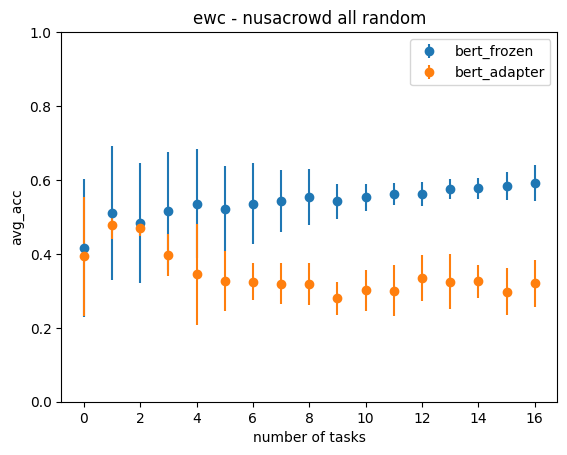 ewc - nusacrowd all random
bert_frozen
bert_adapter
avg_acc
1.0
0.8
0.6
0.4
0.2
0.0
0 2 4 6 8 10 12 14 16
number of tasks